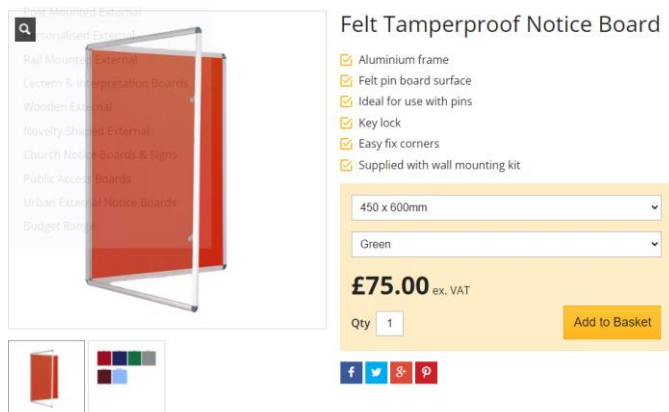 Post Mounted External
Personalised External
Rail Mounted External
Lectern & Interpretation Boards
Wooden External
Novelty Shaped External
Church Notice Boards & Signs
Public Access Boards
Urban External Notice Boards
Budget Range
Felt Tamperproof Notice Board
Aluminium frame
Felt pin board surface
Ideal for use with pins
Key lock
Easy fix corners
Supplied with wall mounting kit
450 x 600mm
Green
£75.00 ex. VAT
Qty 1 Add to Basket